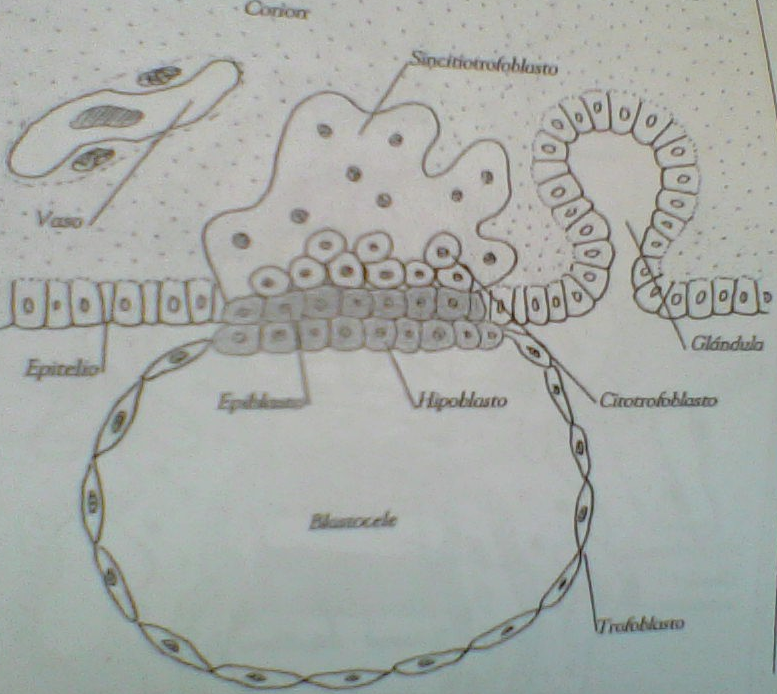 Corion
Sincitiotrofoblasto
Vaso
Glándula
Epitelio
Epiblasto
Hipoblasto
Citotrofoblasto
Blastocele
Trofoblasto